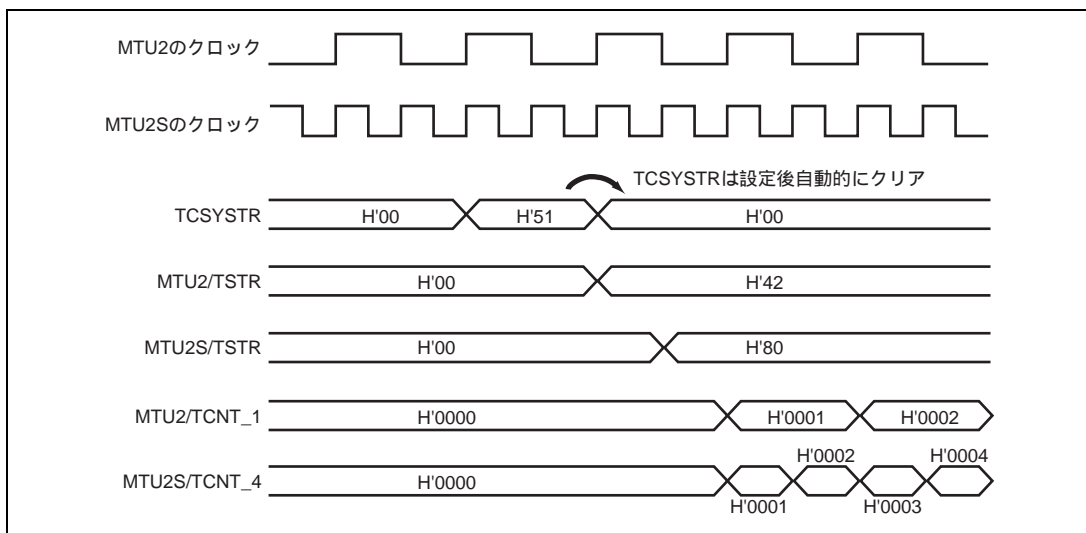 MTU2のクロック
MTU2Sのクロック
TCSYSTRは設定後自動的にクリア
TCSYSTR H'00 H'51 H'00
MTU2/TSTR H'00 H'42
MTU2S/TSTR H'00 H'80
MTU2/TCNT_1 H'0000 H'0001 H'0002
H'0002 H'0004
MTU2S/TCNT_4 H'0000
H'0001 H'0003